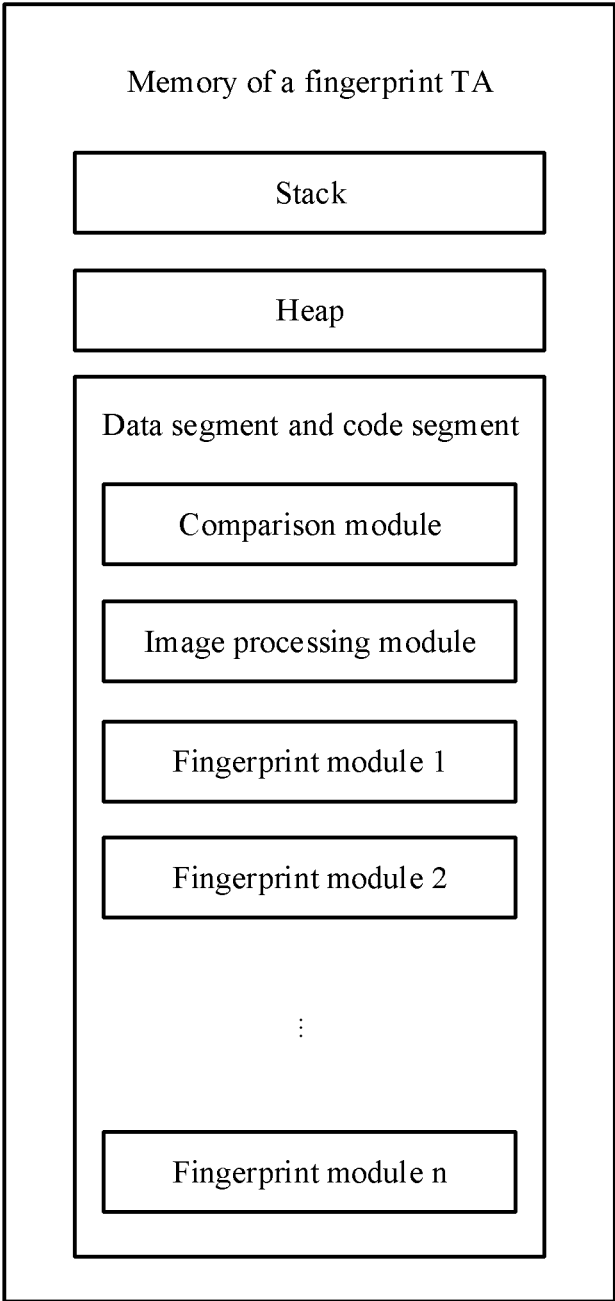 Memory of a fingerprint TA
Stack
Heap
Data segment and code segment
Comparison module
Image processing module
Fingerprint module 1
Fingerprint module 2
⋮
Fingerprint module n